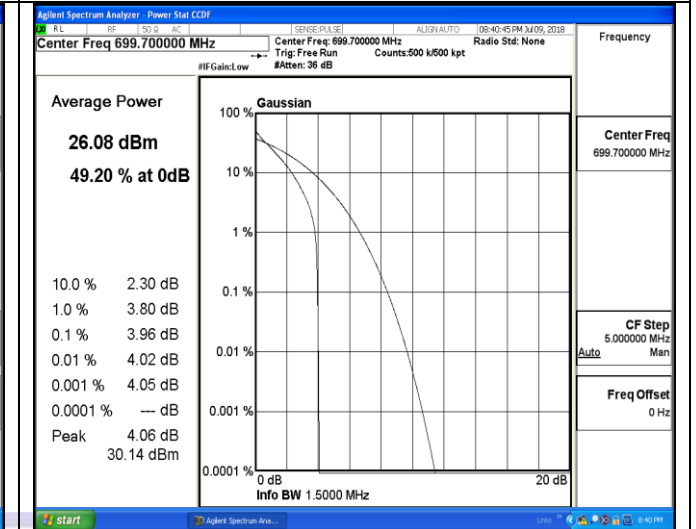 Agilent Spectrum Analyzer - Power Stat CCDF
RL RF 50 Ω AC SENSE:PULSE ALIGN AUTO 08:40:45 PM Jul 09, 2018
Center Freq 699.700000 MHz
Center Freq: 699.700000 MHz Radio Std: None
Trig: Free Run Counts:500 k/500 kpt
#IFGain:Low #Atten: 36 dB
Frequency
Average Power
26.08 dBm
49.20 % at 0dB
10.0 % 2.30 dB
1.0 % 3.80 dB
0.1 % 3.96 dB
0.01 % 4.02 dB
0.001 % 4.05 dB
0.0001 % --- dB
Peak 4.06 dB
30.14 dBm
Gaussian
100 %
10 %
1 %
0.1 %
0.01 %
0.001 %
0.0001 %
0 dB 20 dB
Info BW 1.5000 MHz
Center Freq
699.700000 MHz
CF Step
5.000000 MHz
Auto Man
Freq Offset
0 Hz
start Agilent Spectrum Ana... Links 8:40 PM